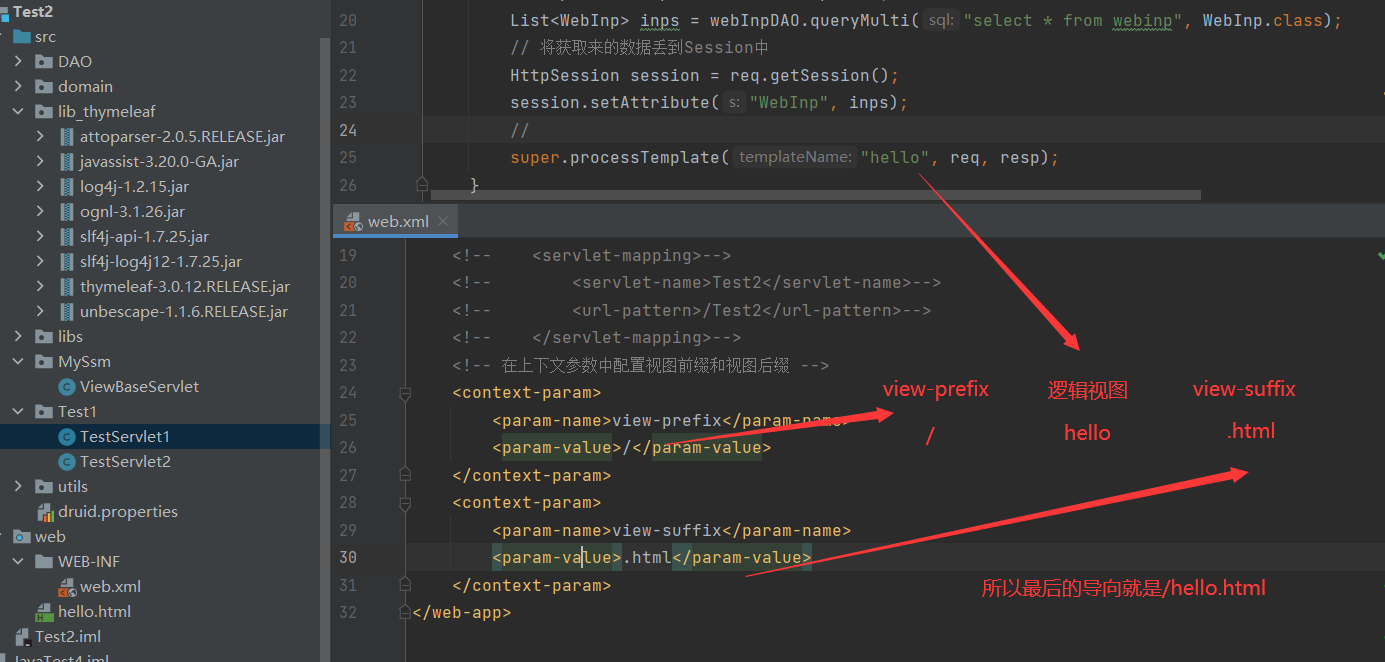 Test2
src
DAO
domain
lib_thymeleaf
attoparser-2.0.5.RELEASE.jar
javassist-3.20.0-GA.jar
log4j-1.2.15.jar
ognl-3.1.26.jar
slf4j-api-1.7.25.jar
slf4j-log4j12-1.7.25.jar
thymeleaf-3.0.12.RELEASE.jar
unbescape-1.1.6.RELEASE.jar
libs
MySsm
ViewBaseServlet
Test1
TestServlet1
TestServlet2
utils
druid.properties
web
WEB-INF
web.xml
hello.html
Test2.iml
JavaTest4.iml
20 List<WebInp> inps = webInpDAO.queryMulti( sql: "select * from webinp", WebInp.class);
21 // 将获取来的数据丢到Session中
22 HttpSession session = req.getSession();
23 session.setAttribute( s: "WebInp", inps);
24 //
25 super.processTemplate( templateName: "hello", req, resp);
26 }
web.xml
19 <!-- <servlet-mapping>-->
20 <!-- <servlet-name>Test2</servlet-name>-->
21 <!-- <url-pattern>/Test2</url-pattern>-->
22 <!-- </servlet-mapping>-->
23 <!-- 在上下文参数中配置视图前缀和视图后缀 -->
24 <context-param>
25 <param-name>view-prefix</param-name>
26 <param-value>/</param-value>
27 </context-param>
28 <context-param>
29 <param-name>view-suffix</param-name>
30 <param-value>.html</param-value>
31 </context-param>
32 </web-app>
view-prefix 逻辑视图 view-suffix
/ hello .html
所以最后的导向就是/hello.html